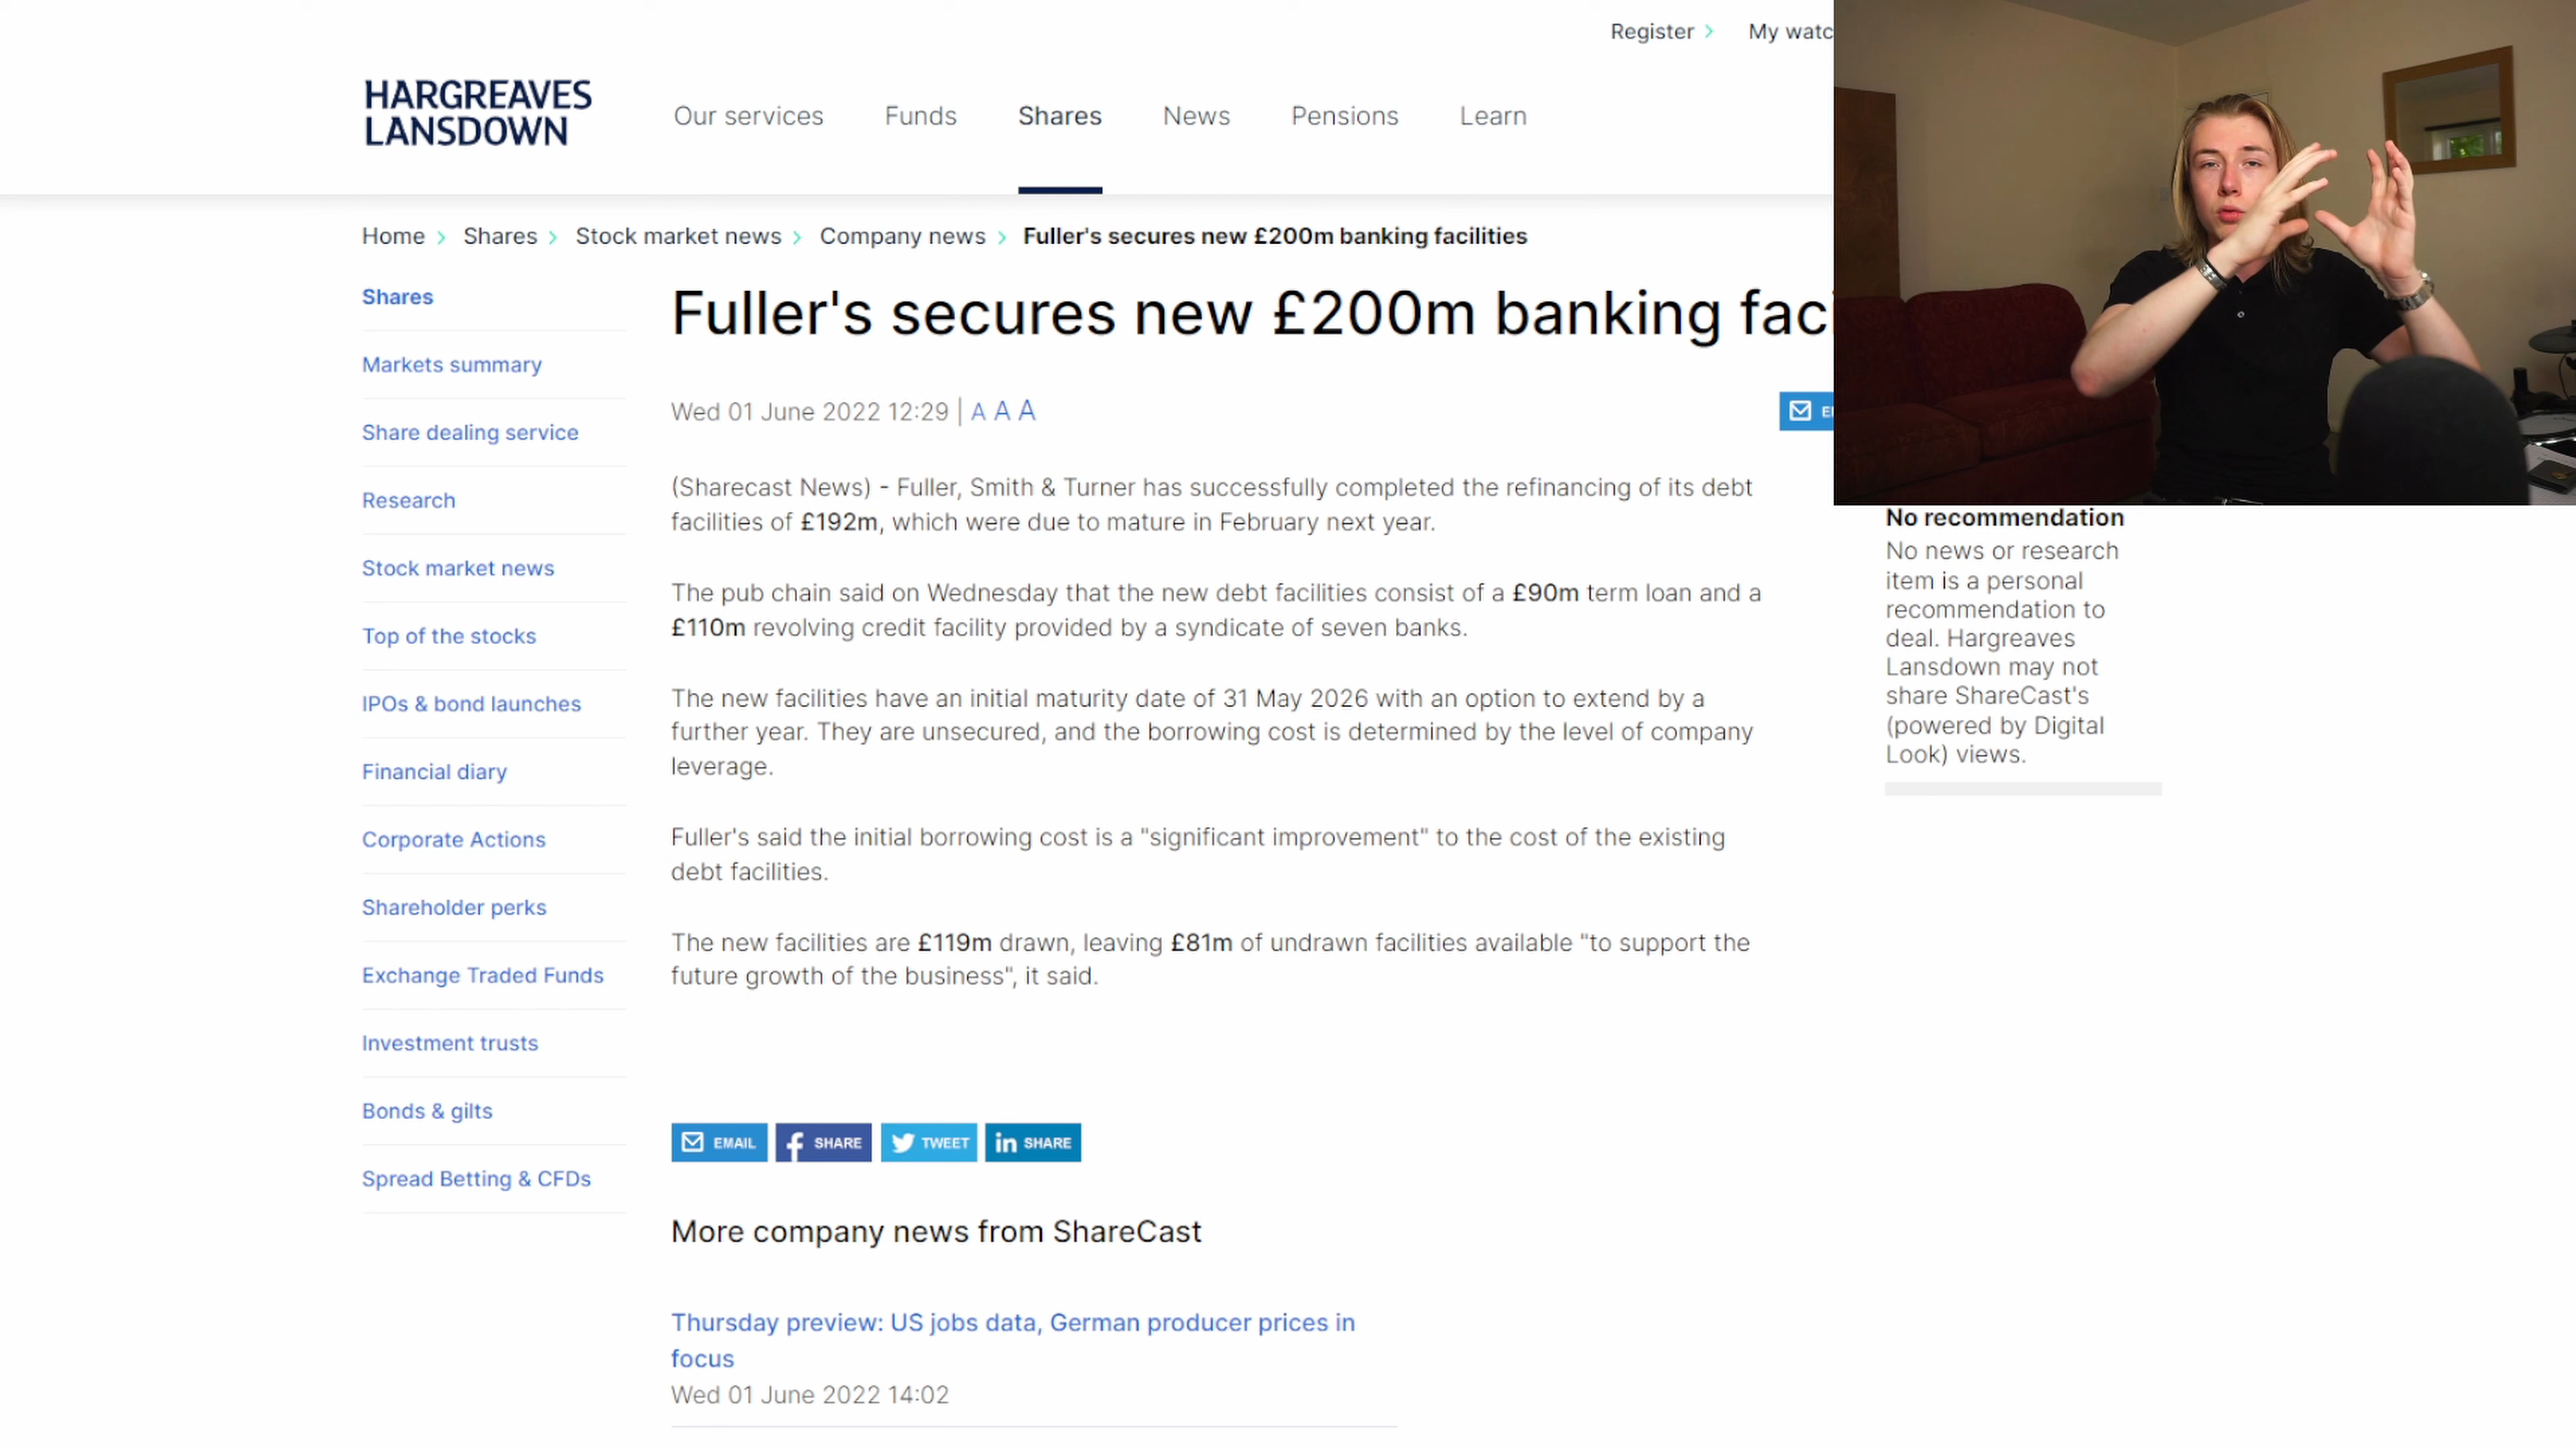 Register
My watc
HARGREAVES
LANSDOWN
Our services
Funds
Shares
News
Pensions
Learn
Home > Shares > Stock market news > Company news > Fuller's secures new £200m banking facilities
Shares
Markets summary
Share dealing service
Research
Stock market news
Top of the stocks
IPOs & bond launches
Financial diary
Corporate Actions
Shareholder perks
Exchange Traded Funds
Investment trusts
Bonds & gilts
Spread Betting & CFDs
Fuller's secures new £200m banking faci
Wed 01 June 2022 12:29 | A A A
(Sharecast News) - Fuller, Smith & Turner has successfully completed the refinancing of its debt
facilities of £192m, which were due to mature in February next year.
The pub chain said on Wednesday that the new debt facilities consist of a £90m term loan and a
£110m revolving credit facility provided by a syndicate of seven banks.
The new facilities have an initial maturity date of 31 May 2026 with an option to extend by a
further year. They are unsecured, and the borrowing cost is determined by the level of company
leverage.
Fuller's said the initial borrowing cost is a "significant improvement" to the cost of the existing
debt facilities.
The new facilities are £119m drawn, leaving £81m of undrawn facilities available "to support the
future growth of the business", it said.
EMAIL
SHARE
TWEET
in SHARE
More company news from ShareCast
Thursday preview: US jobs data, German producer prices in
focus
Wed 01 June 2022 14:02
No recommendation
No news or research
item is a personal
recommendation to
deal. Hargreaves
Lansdown may not
share ShareCast's
(powered by Digital
Look) views.